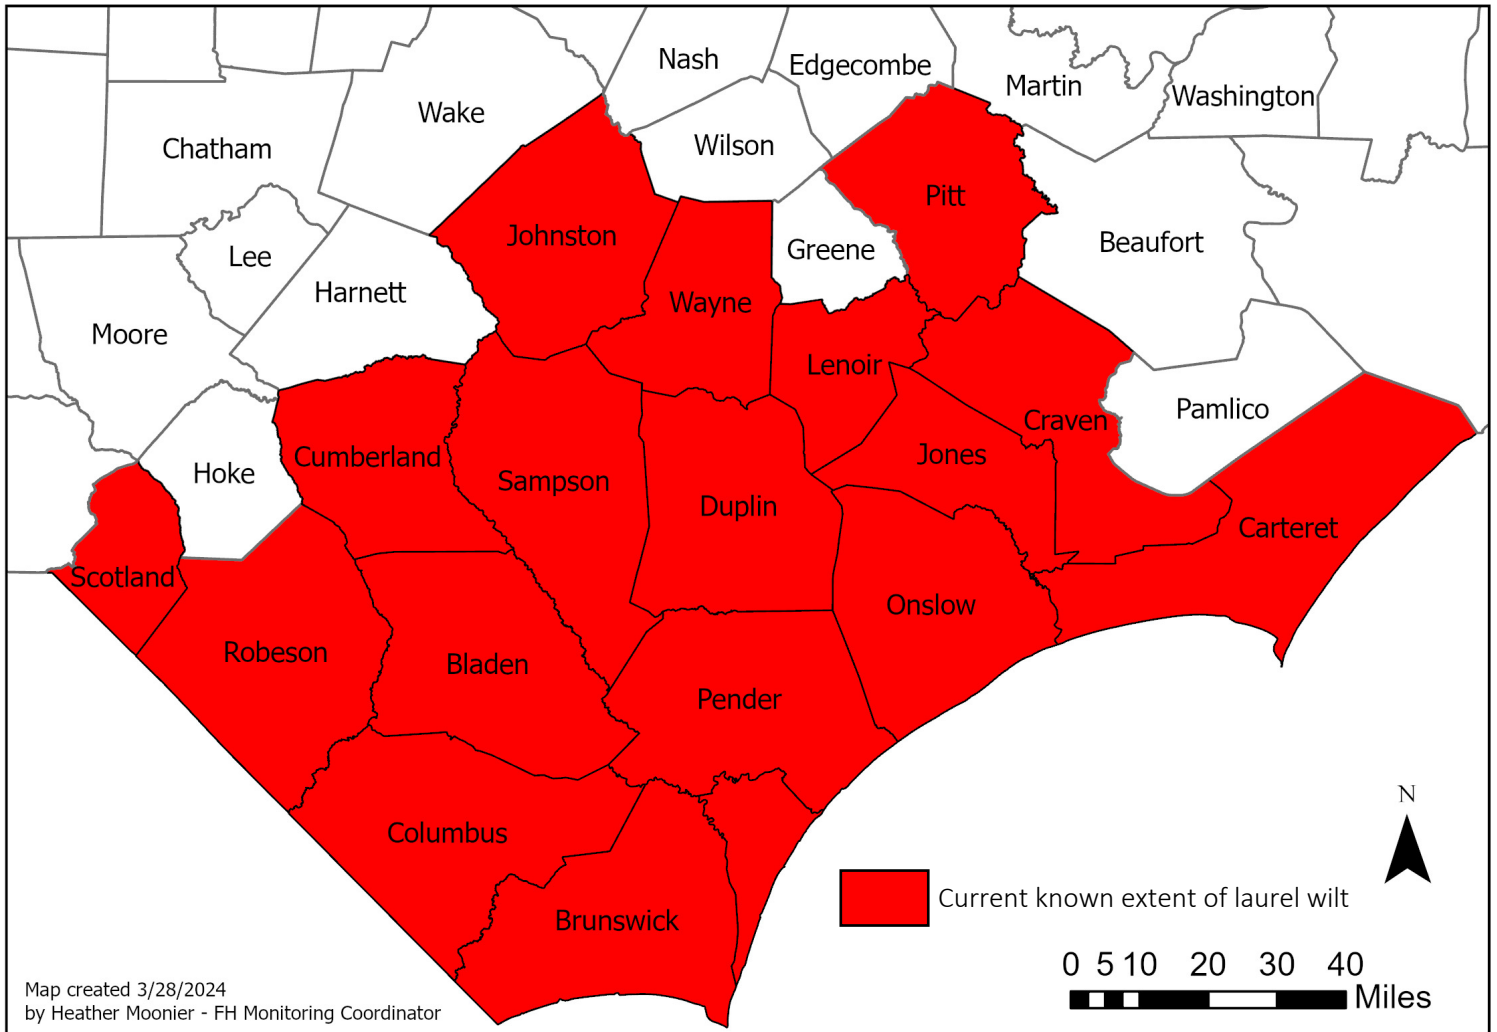 Nash
Edgecombe
Martin
Washington
Wake
Chatham
Wilson
Pitt
Johnston
Greene
Beaufort
Lee
Harnett
Wayne
Moore
Lenoir
Pamlico
Craven
Cumberland
Jones
Hoke
Sampson
Duplin
Carteret
Scotland
Onslow
Robeson
Bladen
Pender
N
Columbus
Current known extent of laurel wilt
Brunswick
0 5 10 20 30 40
Miles
Map created 3/28/2024
by Heather Moonier - FH Monitoring Coordinator